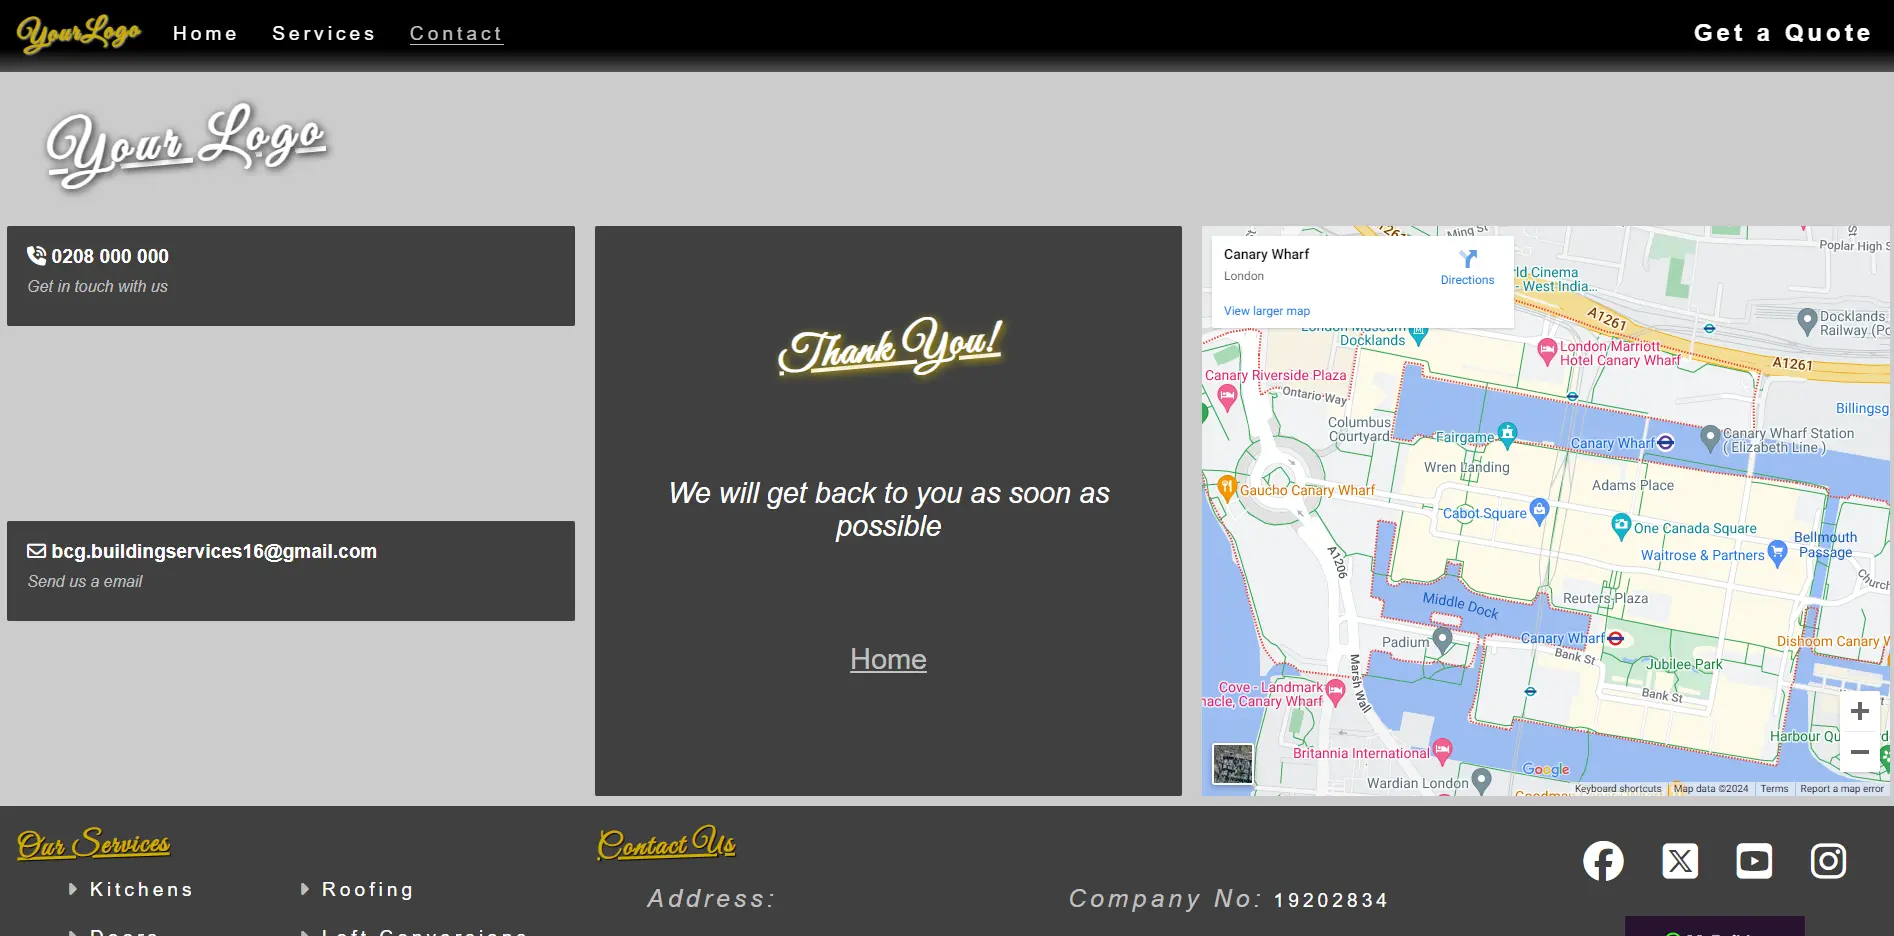 YourLogo
Home
Services
Contact
Get a Quote
Your Logo
0208 000 000
Get in touch with us
bcg.buildingservices16@gmail.com
Send us a email
Thank You!
We will get back to you as soon as
possible
Home
Canary Wharf
London
Directions
View larger map
Ming St
A1261
Poplar High S
rld Cinema
- West India...
A1261
Docklands
Railway (Po
London Museum
Docklands
London Marriott
Hotel Canary Wharf
A1261
Canary Riverside Plaza
Ontario Way
Billingsg
Columbus
Courtyard
Fairgame
Canary Wharf
Canary Wharf Station
( Elizabeth Line )
Wren Landing
Adams Place
Gaucho Canary Wharf
Cabot Square
One Canada Square
Bellmouth
Passage
Waitrose & Partners
A1206
Church
Middle Dock
Reuters Plaza
Padium
Canary Wharf
Dishoom Canary W
Bank St
Jubilee Park
Marsh Wall
Cove - Landmark
nacle, Canary Wharf
Bank St
Harbour Qu
Britannia International
Google
Wardian London
Keyboard shortcuts
Map data ©2024
Terms
Report a map error
Our Services
Kitchens
Roofing
Doors
Loft Conversions
Contact Us
Address:
Company No: 19202834